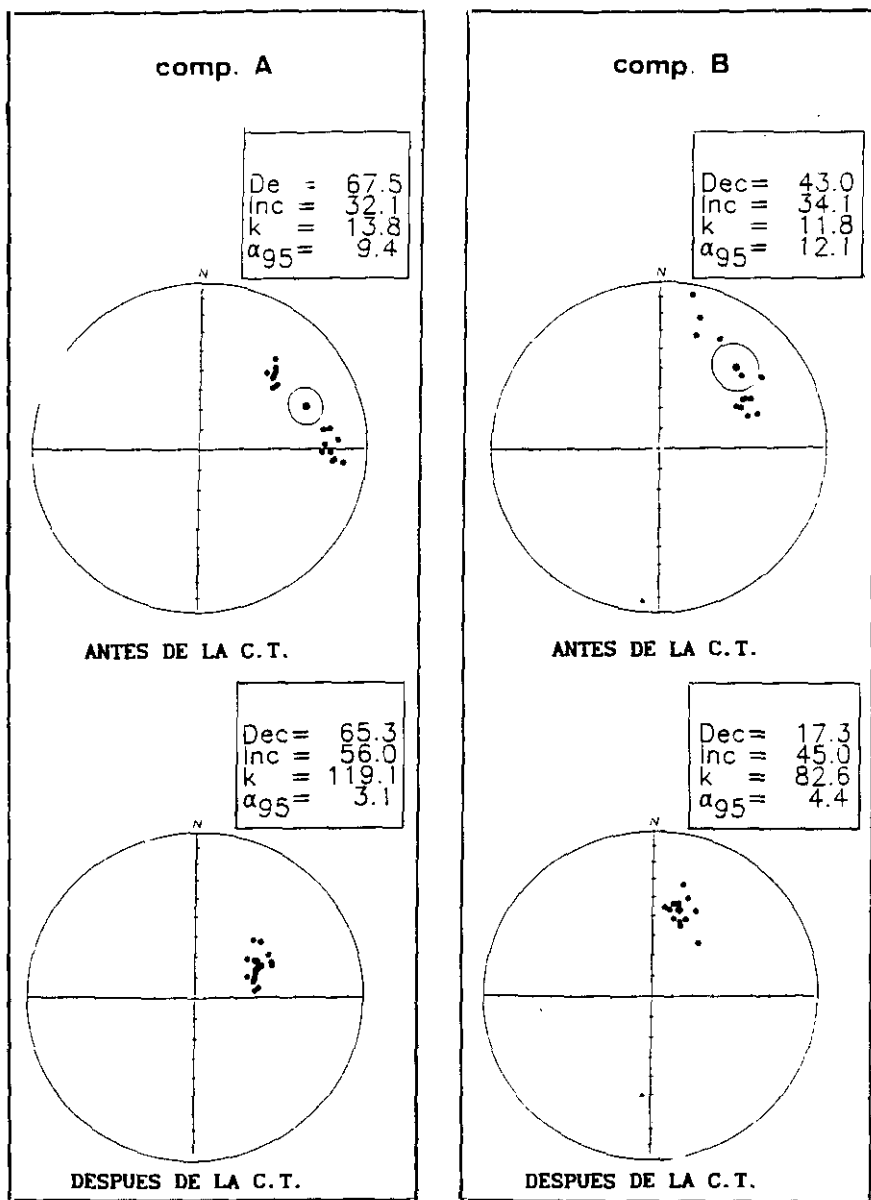 comp. A
De = 67.5
Inc = 32.1
k = 13.8
α95= 9.4
N
ANTES DE LA C.T.
Dec= 65.3
Inc = 56.0
k = 119.1
α95= 3.1
N
DESPUES DE LA C.T.
comp. B
Dec= 43.0
Inc = 34.1
k = 11.8
α95= 12.1
N
ANTES DE LA C.T.
Dec= 17.3
Inc = 45.0
k = 82.6
α95= 4.4
N
DESPUES DE LA C.T.